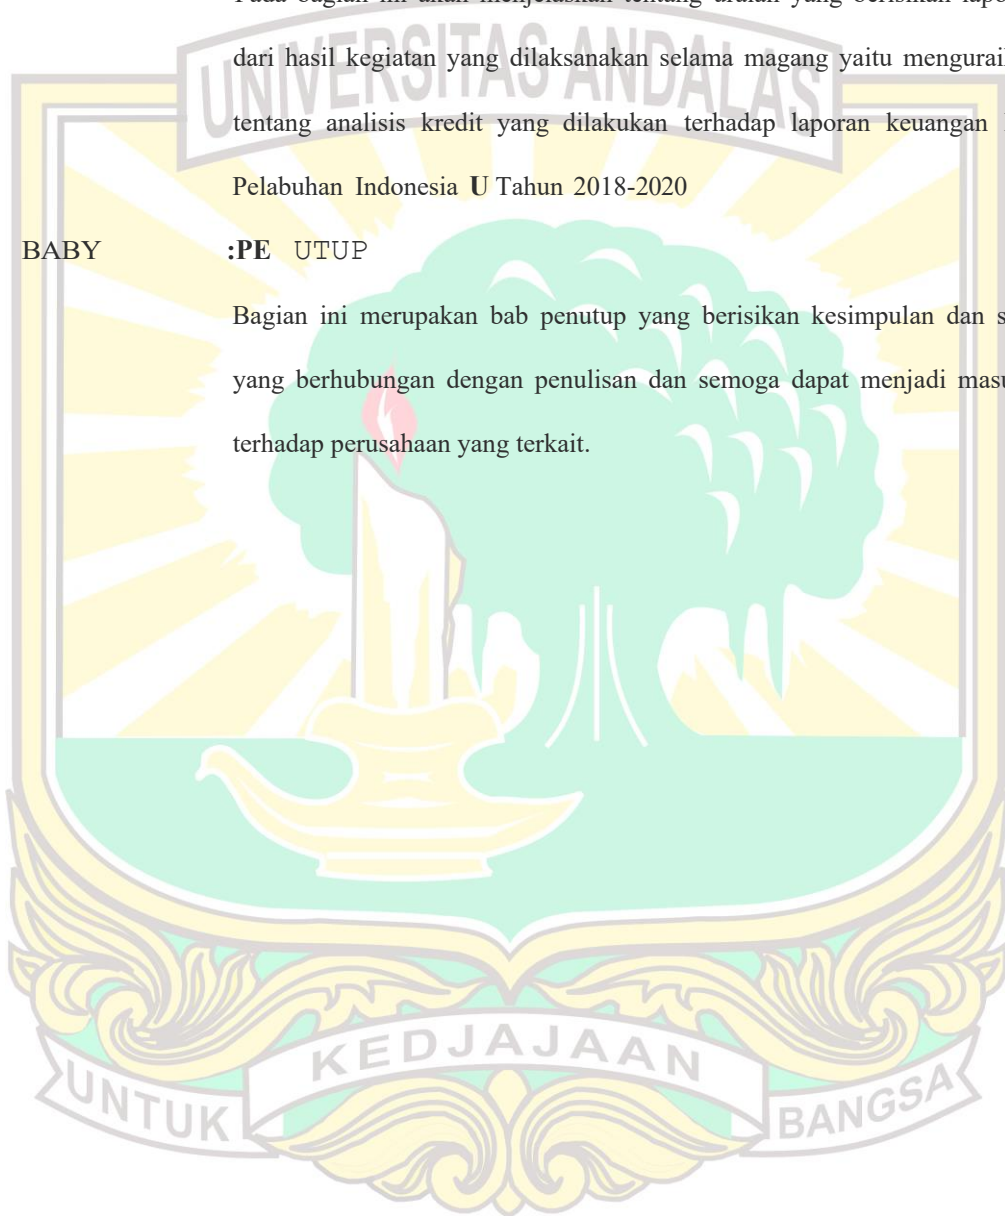 Pada bagian ini akan menjelaskan tentang uraian yang berisikan
UNIVERSITAS ANDALAS
dari hasil kegiatan yang dilaksanakan selama magang yaitu
tentang analisis kredit yang dilakukan terhadap laporan keuangan
Pelabuhan Indonesia U Tahun 2018-2020
BABY :PE UTUP
Bagian ini merupakan bab penutup yang berisikan kesimpulan dan
yang berhubungan dengan penulisan dan semoga dapat menjadi
terhadap perusahaan yang terkait.
UNTUK KEDJAJAAN BANGSA